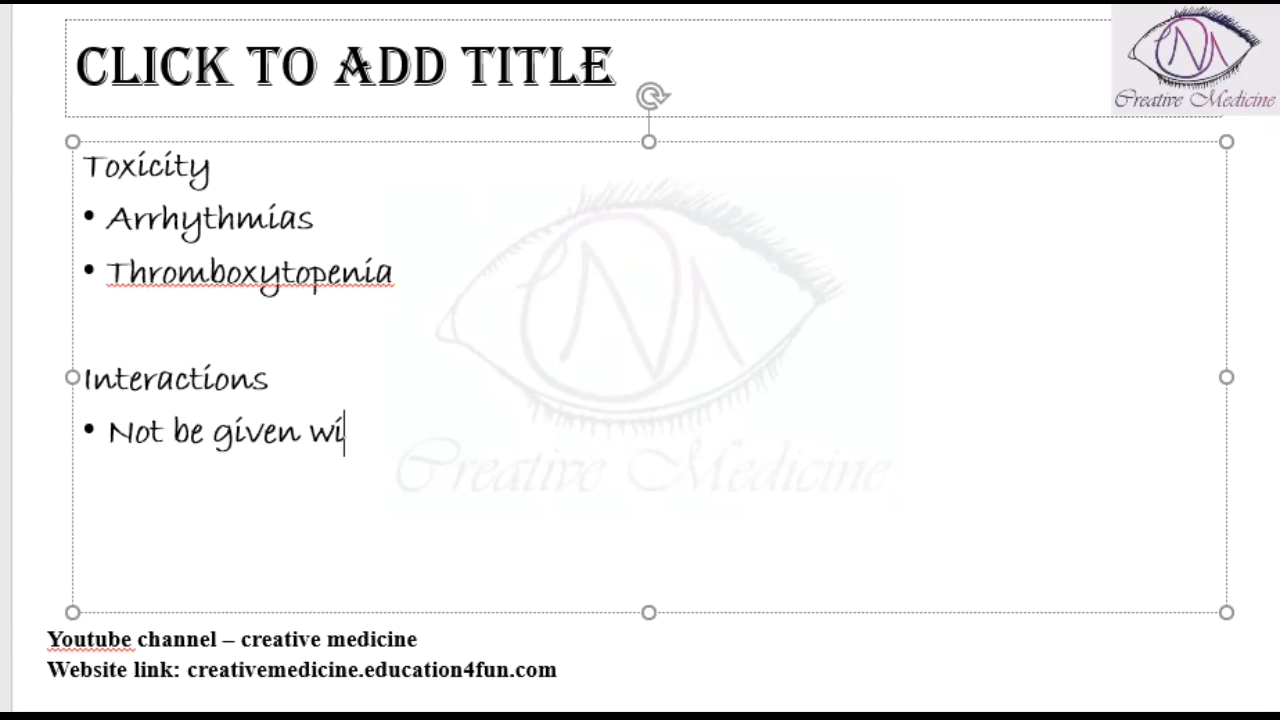 CLICK TO ADD TITLE
Creative Medicine
Toxicity
• Arrhythmias
• Thromboxytopenia
Interactions
• Not be given wi
Creative Medicine
Youtube channel – creative medicine
Website link: creativemedicine.education4fun.com